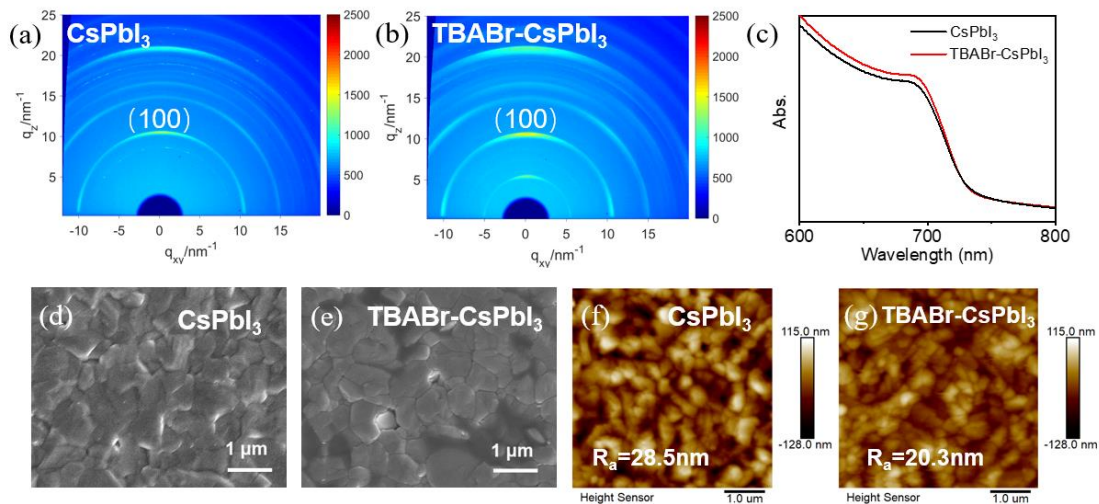 (a)
CsPbI₃
(100)
q_z/nm⁻¹
25
20
15
10
5
-10
-5
0
5
10
15
q_xy/nm⁻¹
2500
2000
1500
1000
500
0
(b)
TBABr-CsPbI₃
(100)
q_z/nm⁻¹
25
20
15
10
5
-10
-5
0
5
10
15
q_xy/nm⁻¹
2500
2000
1500
1000
500
0
(c)
CsPbI₃
TBABr-CsPbI₃
Abs.
600
700
800
Wavelength (nm)
(d)
CsPbI₃
1 µm
(e)
TBABr-CsPbI₃
1 µm
(f)
CsPbI₃
Rₐ=28.5nm
115.0 nm
-128.0 nm
Height Sensor
1.0 um
(g)
TBABr-CsPbI₃
Rₐ=20.3nm
115.0 nm
-128.0 nm
Height Sensor
1.0 um